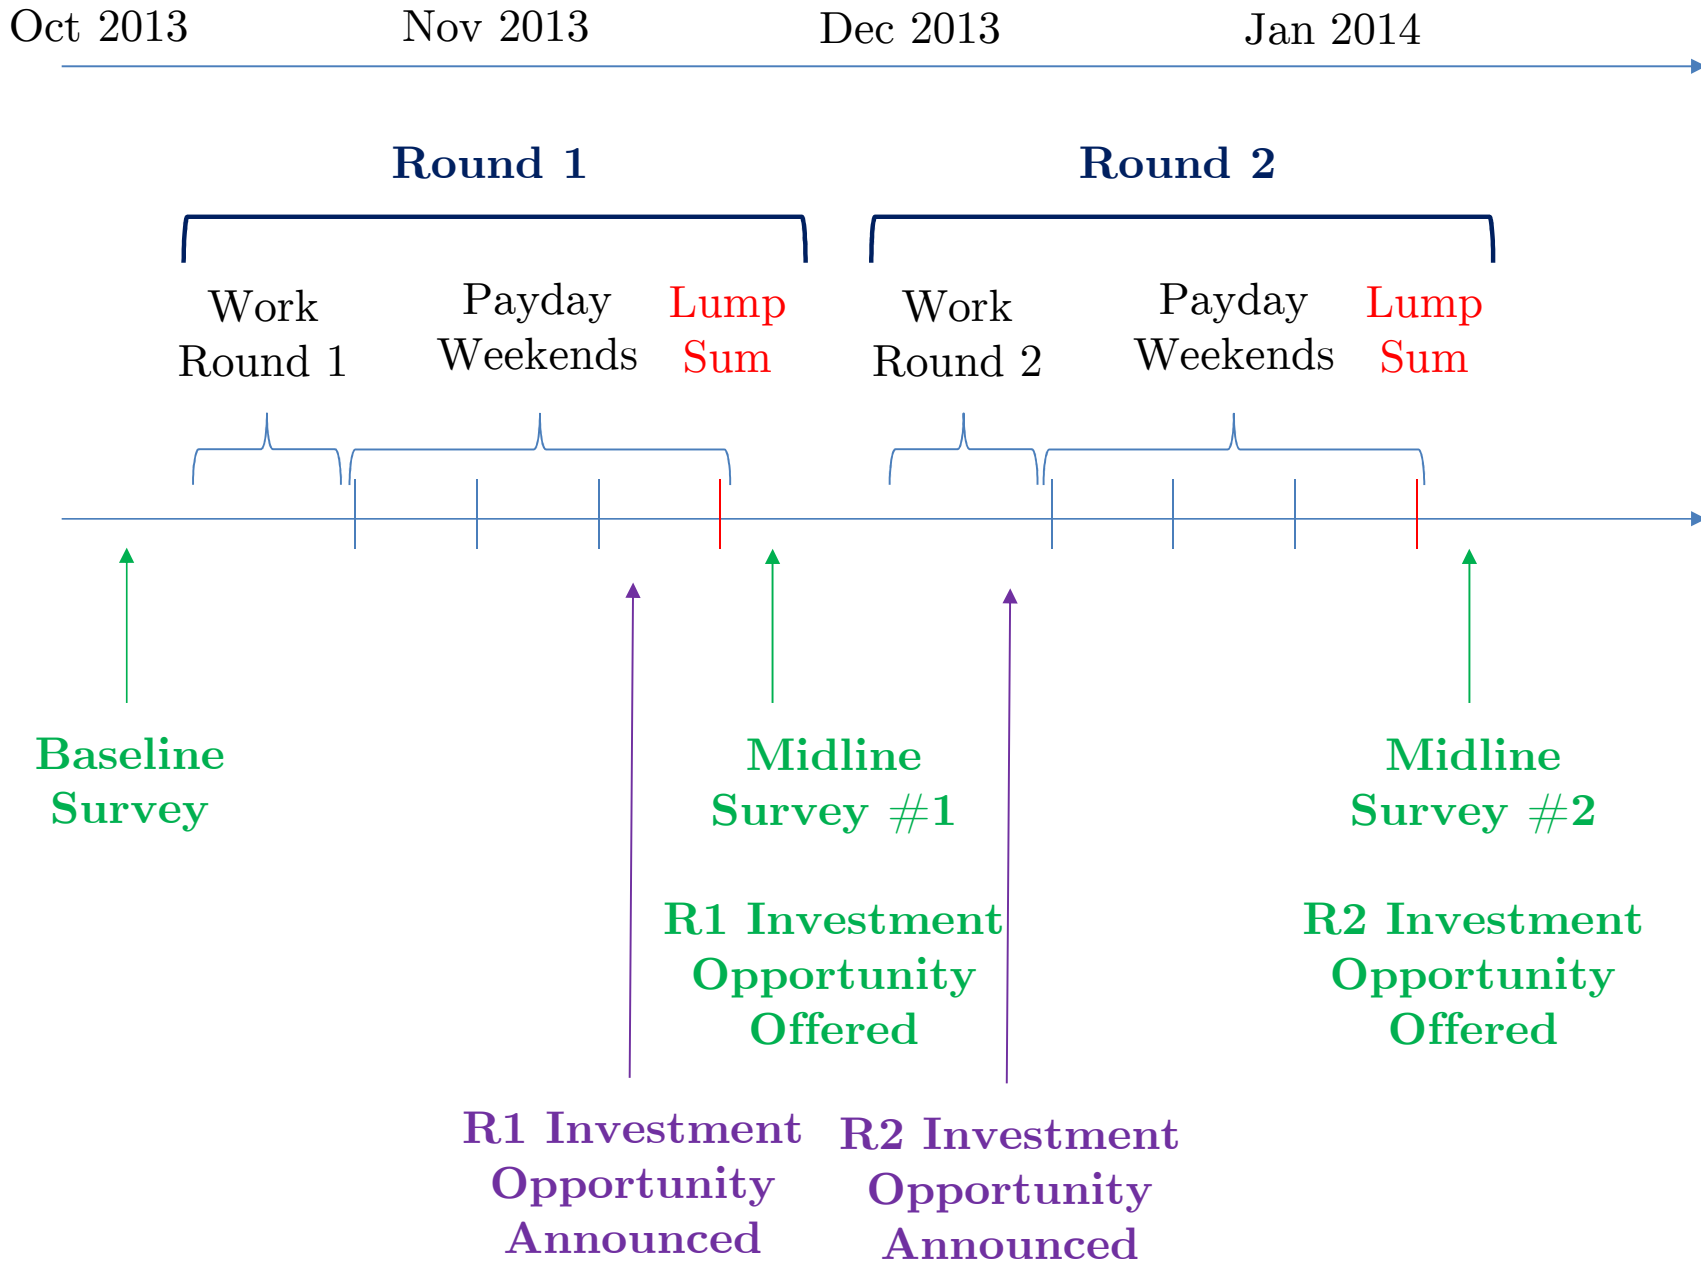 Oct 2013
Nov 2013
Dec 2013
Jan 2014
Round 1
Round 2
Work
Round 1
Payday
Weekends
Lump
Sum
Work
Round 2
Payday
Weekends
Lump
Sum
Baseline
Survey
Midline
Survey #1
R1 Investment
Opportunity
Offered
Midline
Survey #2
R2 Investment
Opportunity
Offered
R1 Investment
Opportunity
Announced
R2 Investment
Opportunity
Announced